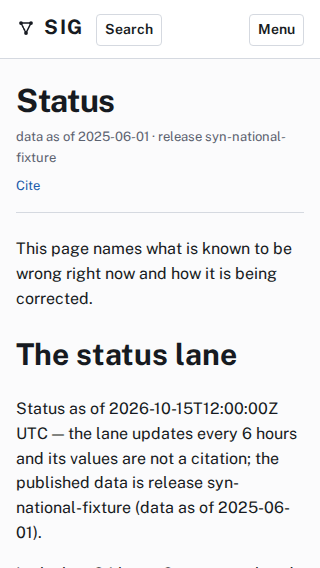 SIG
Search
Menu
Status
data as of 2025-06-01 · release syn-national-
fixture
Cite
This page names what is known to be
wrong right now and how it is being
corrected.
The status lane
Status as of 2026-10-15T12:00:00Z
UTC — the lane updates every 6 hours
and its values are not a citation; the
published data is release syn-
national-fixture (data as of 2025-06-
01).